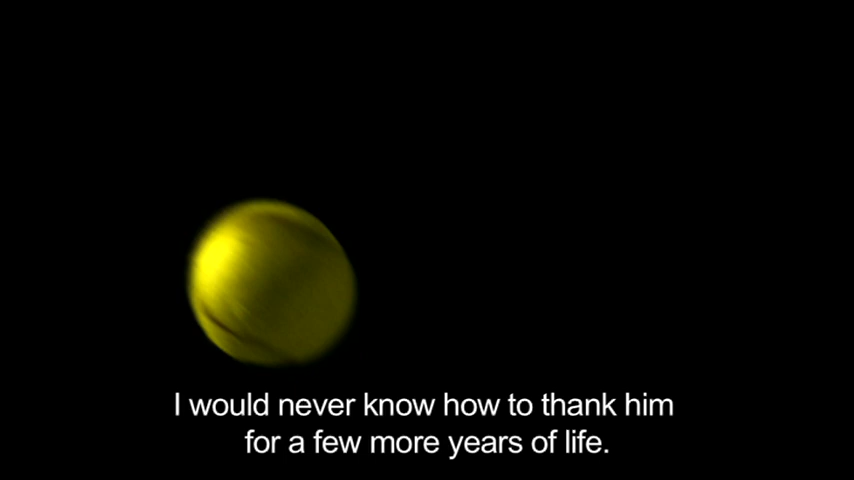 I would never know how to thank him
for a few more years of life.